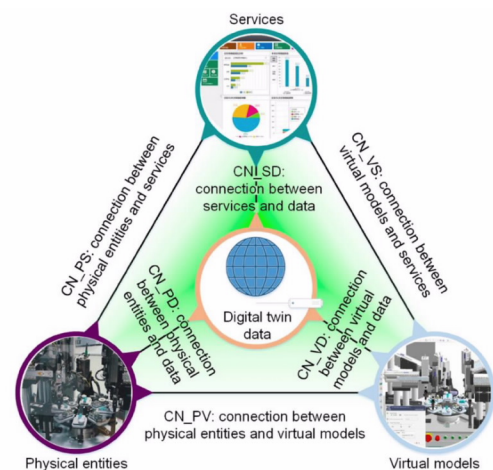 Services
CN_SD:
connection between
services and data
CN_PS: connection between
physical entities and services
CN_VS: connection between
virtual models and services
CN_PD: connection
between physical
entities and data
Digital twin
data
CN_VD: connection
between virtual
models and data
CN_PV: connection between
physical entities and virtual models
Physical entities
Virtual models